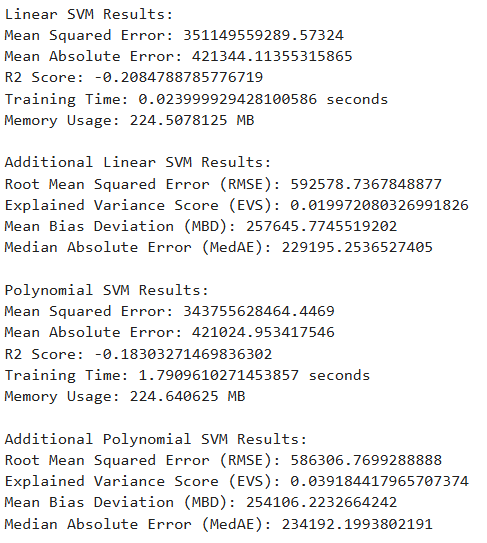 Linear SVM Results:
Mean Squared Error: 351149559289.57324
Mean Absolute Error: 421344.11355315865
R2 Score: -0.2084788785776719
Training Time: 0.023999929428100586 seconds
Memory Usage: 224.5078125 MB

Additional Linear SVM Results:
Root Mean Squared Error (RMSE): 592578.7367848877
Explained Variance Score (EVS): 0.019972080326991826
Mean Bias Deviation (MBD): 257645.7745519202
Median Absolute Error (MedAE): 229195.2536527405

Polynomial SVM Results:
Mean Squared Error: 343755628464.4469
Mean Absolute Error: 421024.953417546
R2 Score: -0.18303271469836302
Training Time: 1.7909610271453857 seconds
Memory Usage: 224.640625 MB

Additional Polynomial SVM Results:
Root Mean Squared Error (RMSE): 586306.7699288888
Explained Variance Score (EVS): 0.039184417965707374
Mean Bias Deviation (MBD): 254106.2232664242
Median Absolute Error (MedAE): 234192.1993802191